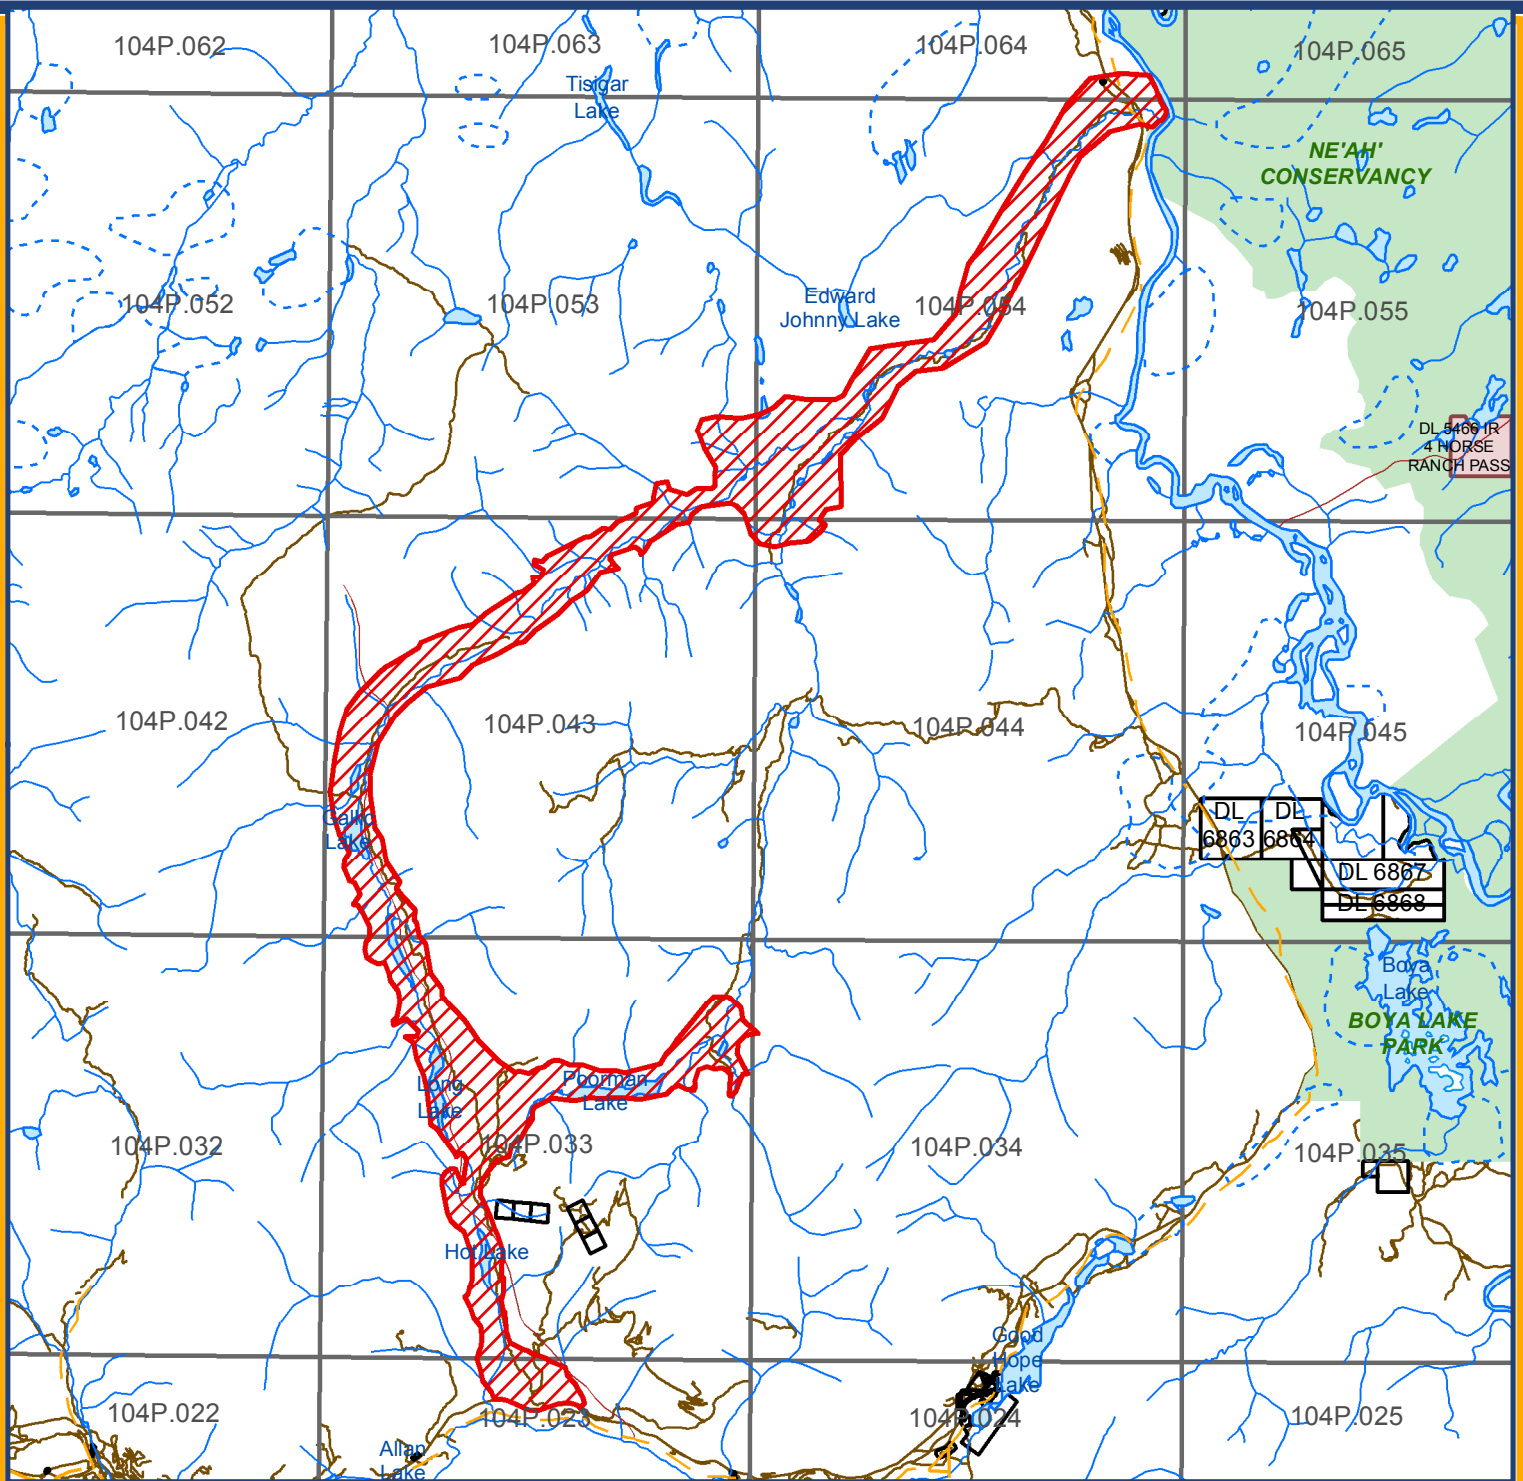 104P.062
104P.063
104P.064
104P.065
Tisigar
Lake
NE'AH'
CONSERVANCY
104P.052
104P.053
Edward
Johnny Lake
104P.054
104P.055
DL 5466 IR
4 HORSE
RANCH PASS
104P.042
104P.043
104P.044
104P.045
Gallic
Lake
DL
6863
DL
6864
DL 6867
DL 6868
Boya
Lake
BOYA LAKE
PARK
Long
Lake
Poorman
Lake
104P.032
104P.033
104P.034
104P.035
Hot Lake
Good
Hope
Lake
104P.022
104P.023
104P.024
104P.025
Allan
Lake